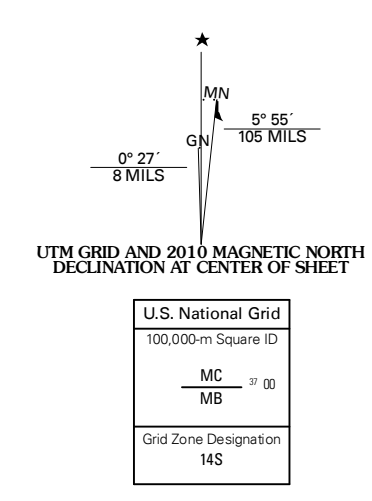 ★
MN
GN
5° 55´
105 MILS
0° 27´
8 MILS
UTM GRID AND 2010 MAGNETIC NORTH
DECLINATION AT CENTER OF SHEET
U.S. National Grid
100,000-m Square ID
MC
37 00
MB
Grid Zone Designation
14S